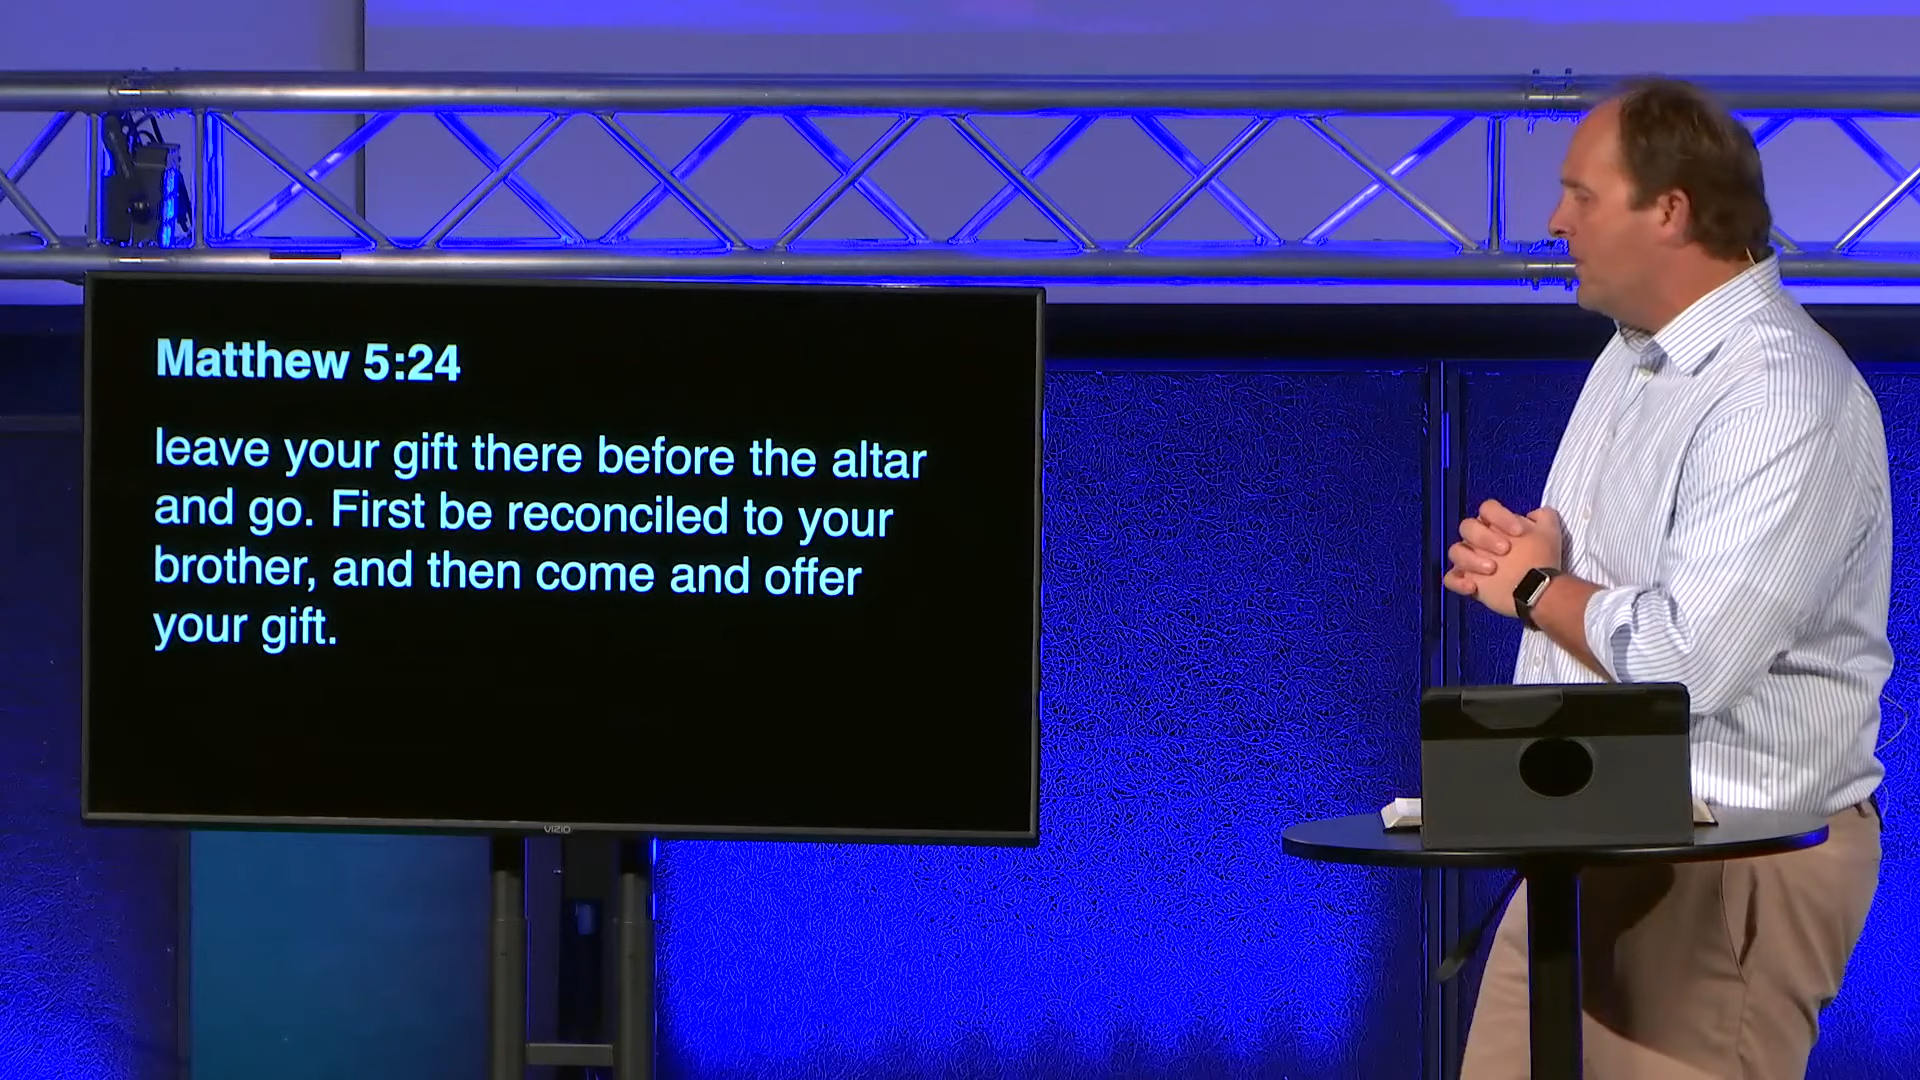 Matthew 5:24
leave your gift there before the altar
and go. First be reconciled to your
brother, and then come and offer
your gift.
VIZIO